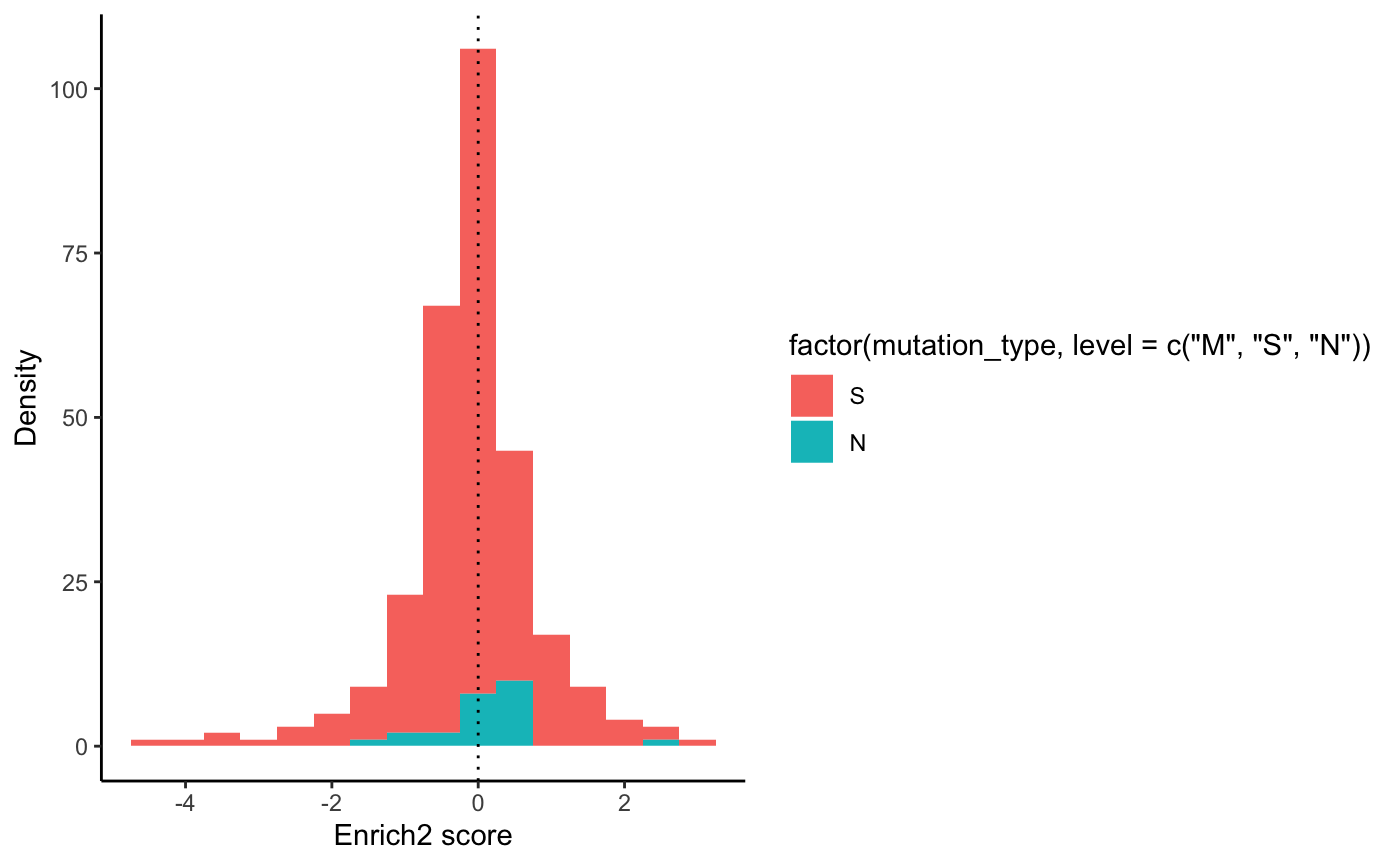 100
75
50
25
0
Density
-4
-2
0
2
Enrich2 score
factor(mutation_type, level = c("M", "S", "N"))
S
N